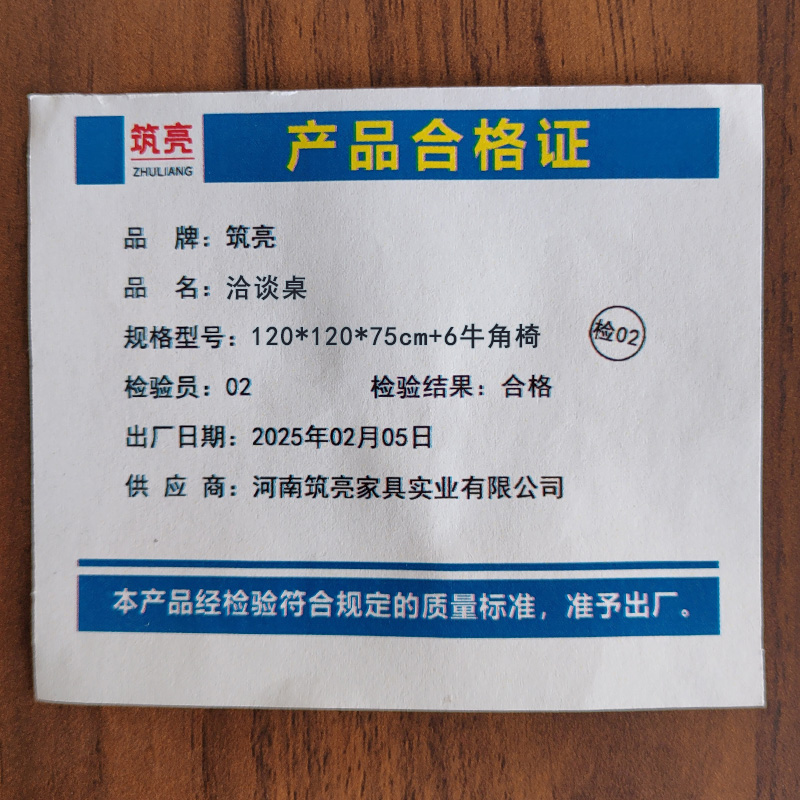 筑亮
ZHULIANG
产品合格证
品 牌：筑亮
品 名：洽谈桌
规格型号：120*120*75cm+6牛角椅
检02
检验员：02 检验结果：合格
出厂日期：2025年02月05日
供 应 商：河南筑亮家具实业有限公司
本产品经检验符合规定的质量标准，准予出厂。